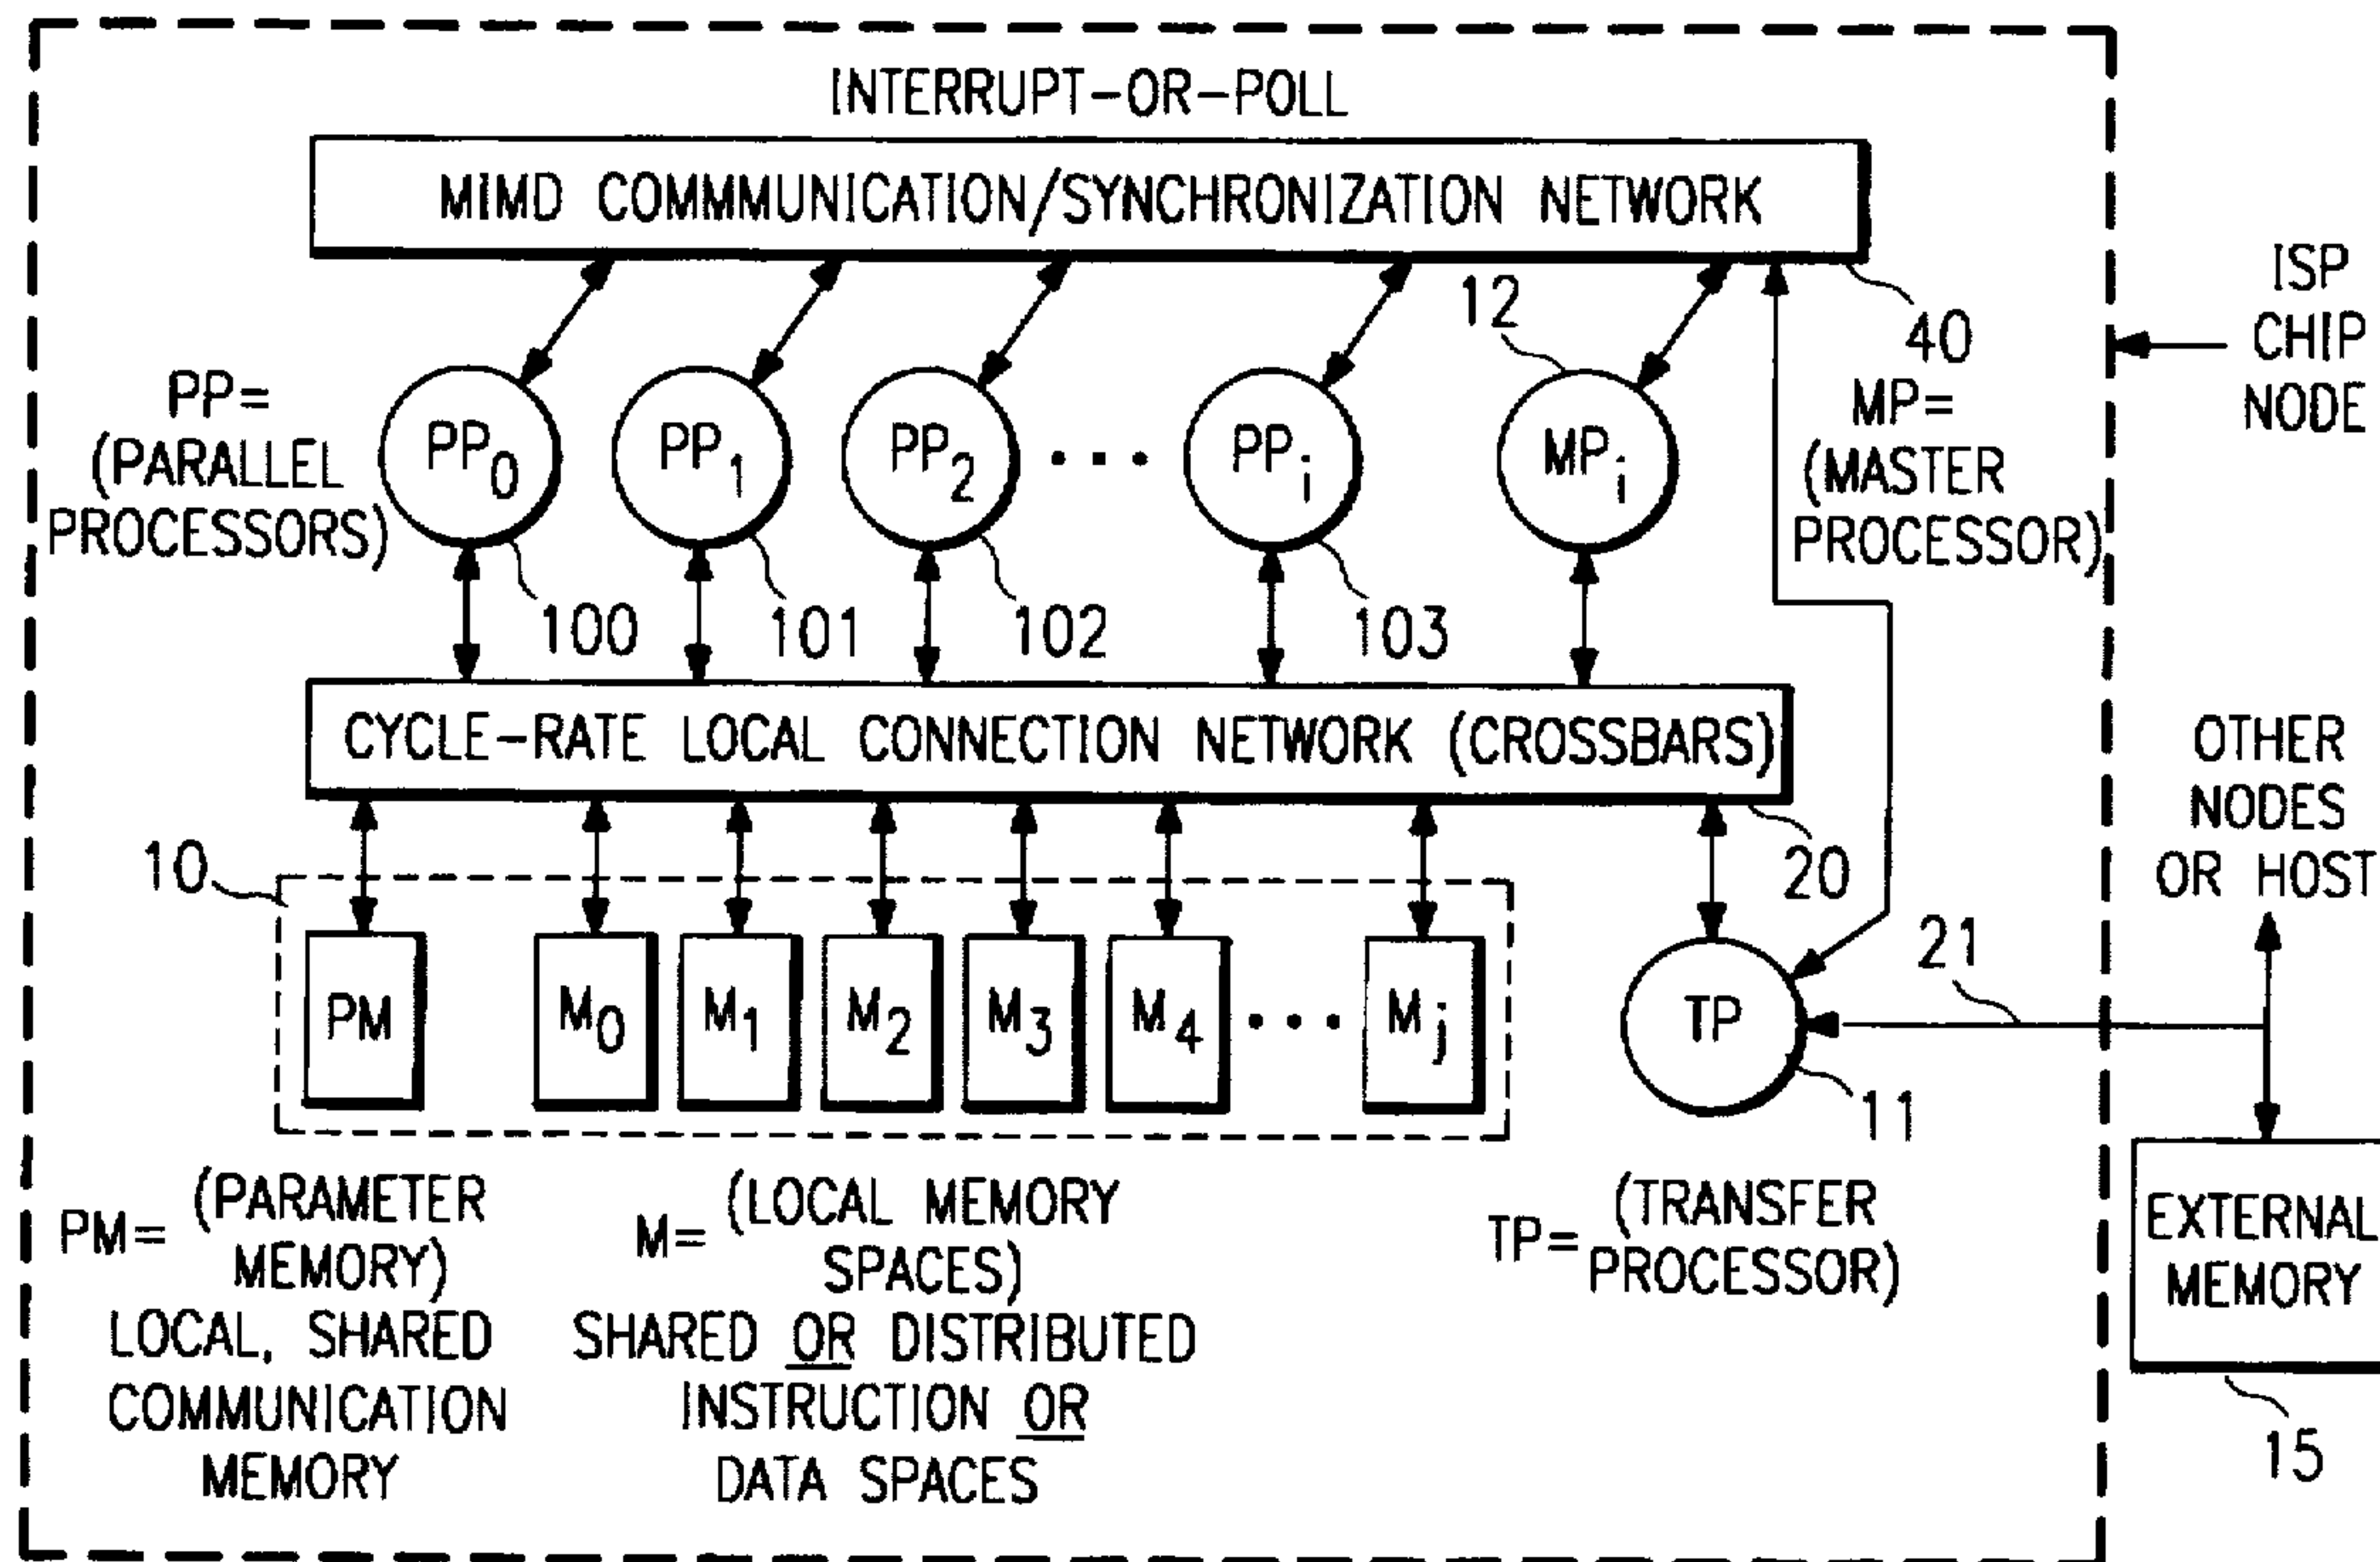 INTERRUPT-OR-POLL
MIMD COMMMUNICATION/SYNCHRONIZATION NETWORK
40
12
ISP
CHIP
NODE
PP=
(PARALLEL
PROCESSORS)
PP0
PP1
PP2
...
PPi
MPi
MP=
(MASTER
PROCESSOR)
100
101
102
103
CYCLE-RATE LOCAL CONNECTION NETWORK (CROSSBARS)
20
OTHER
NODES
OR HOST
10
PM
M0
M1
M2
M3
M4
...
Mj
TP
21
11
PM=
(PARAMETER
MEMORY)
LOCAL, SHARED
COMMUNICATION
MEMORY
M=
(LOCAL MEMORY
SPACES)
SHARED OR DISTRIBUTED
INSTRUCTION OR
DATA SPACES
TP=
(TRANSFER
PROCESSOR)
EXTERNAL
MEMORY
15